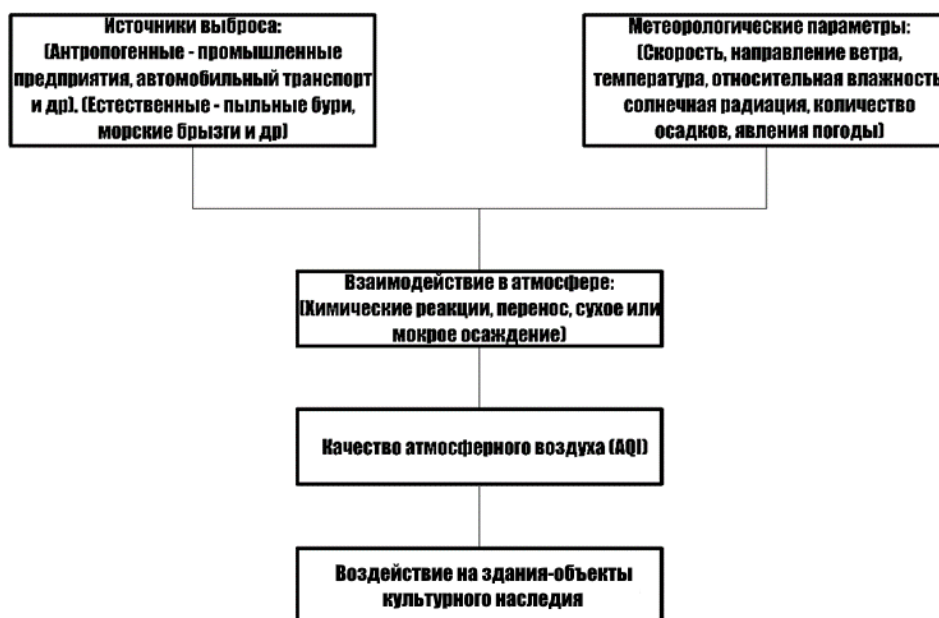 Источники выброса:
(Антропогенные - промышленные
предприятия, автомобильный транспорт
и др). (Естественные - пыльные бури,
морские брызги и др)
Метеорологические параметры:
(Скорость, направление ветра,
температура, относительная влажность
солнечная радиация, количество
осадков, явления погоды)
Взаимодействие в атмосфере:
(Химические реакции, перенос, сухое или
мокрое осаждение)
Качество атмосферного воздуха (AQI)
Воздействие на здания-объекты
культурного наследия